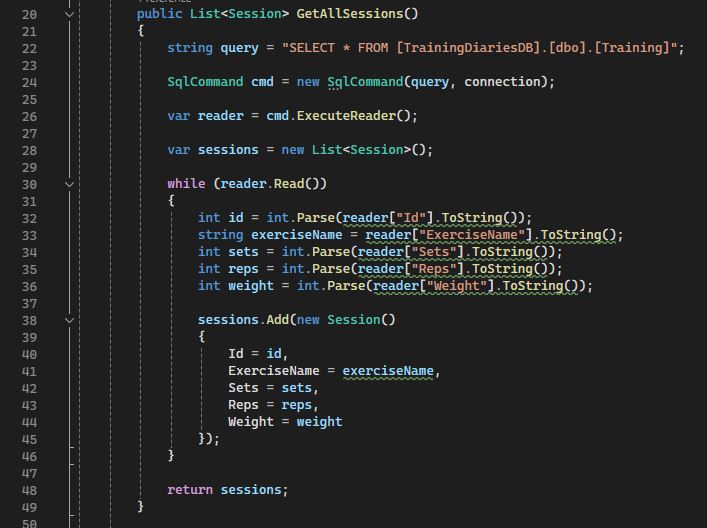 20 public List<Session> GetAllSessions()
21 {
22 string query = "SELECT * FROM [TrainingDiariesDB].[dbo].[Training]";
23
24 SqlCommand cmd = new SqlCommand(query, connection);
25
26 var reader = cmd.ExecuteReader();
27
28 var sessions = new List<Session>();
29
30 while (reader.Read())
31 {
32 int id = int.Parse(reader["Id"].ToString());
33 string exerciseName = reader["ExerciseName"].ToString();
34 int sets = int.Parse(reader["Sets"].ToString());
35 int reps = int.Parse(reader["Reps"].ToString());
36 int weight = int.Parse(reader["Weight"].ToString());
37
38 sessions.Add(new Session()
39 {
40 Id = id,
41 ExerciseName = exerciseName,
42 Sets = sets,
43 Reps = reps,
44 Weight = weight
45 });
46 }
47
48 return sessions;
49 }
50